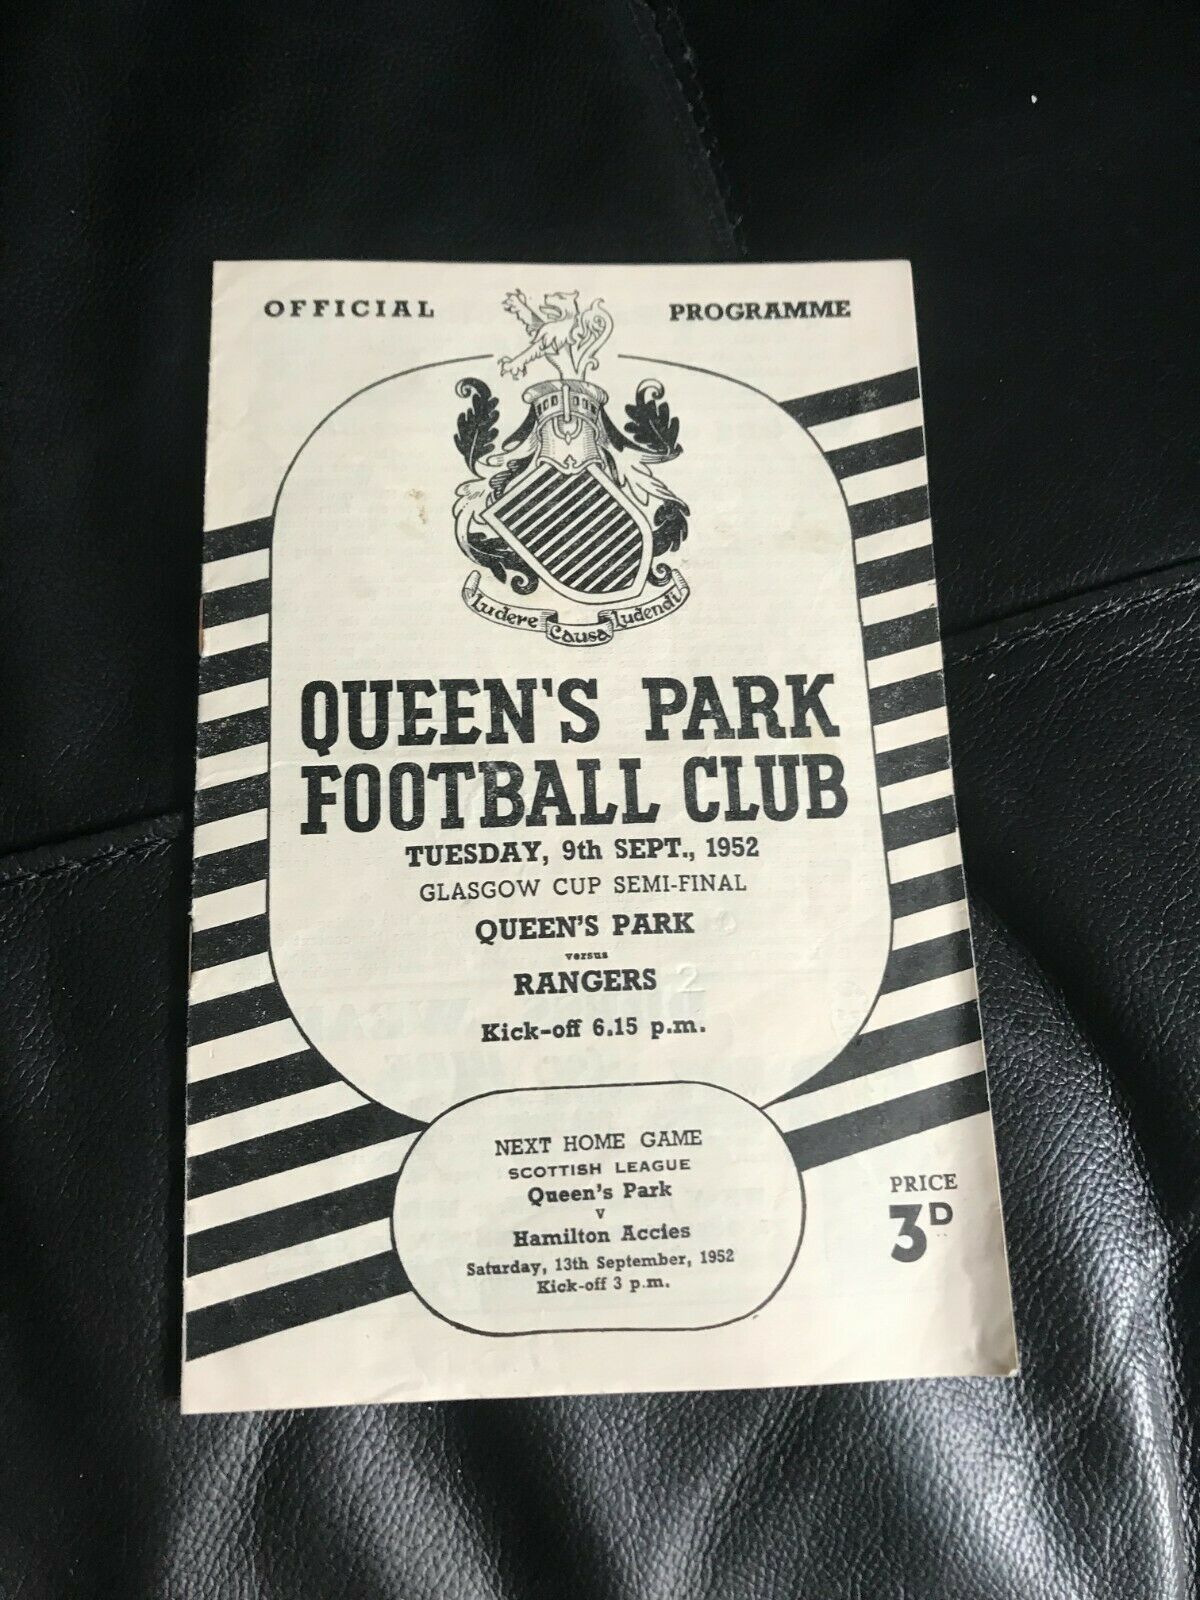 OFFICIAL PROGRAMME
Ludere Causa Ludendi
QUEEN'S PARK
FOOTBALL CLUB
TUESDAY, 9th SEPT., 1952
GLASGOW CUP SEMI-FINAL
QUEEN'S PARK
versus
RANGERS 2
Kick-off 6.15 p.m.
NEXT HOME GAME
SCOTTISH LEAGUE
Queen's Park
v
Hamilton Accies
Saturday, 13th September, 1952
Kick-off 3 p.m.
PRICE
3D